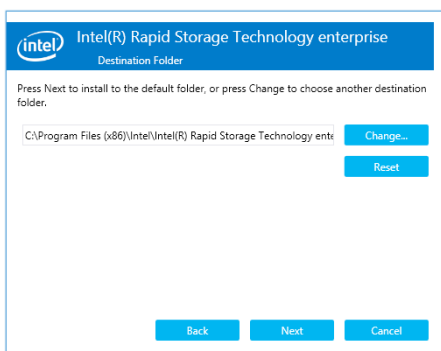 intel
Intel(R) Rapid Storage Technology enterprise
Destination Folder
Press Next to install to the default folder, or press Change to choose another destination
folder.
C:\Program Files (x86)\Intel\Intel(R) Rapid Storage Technology ente
Change...
Reset
Back
Next
Cancel